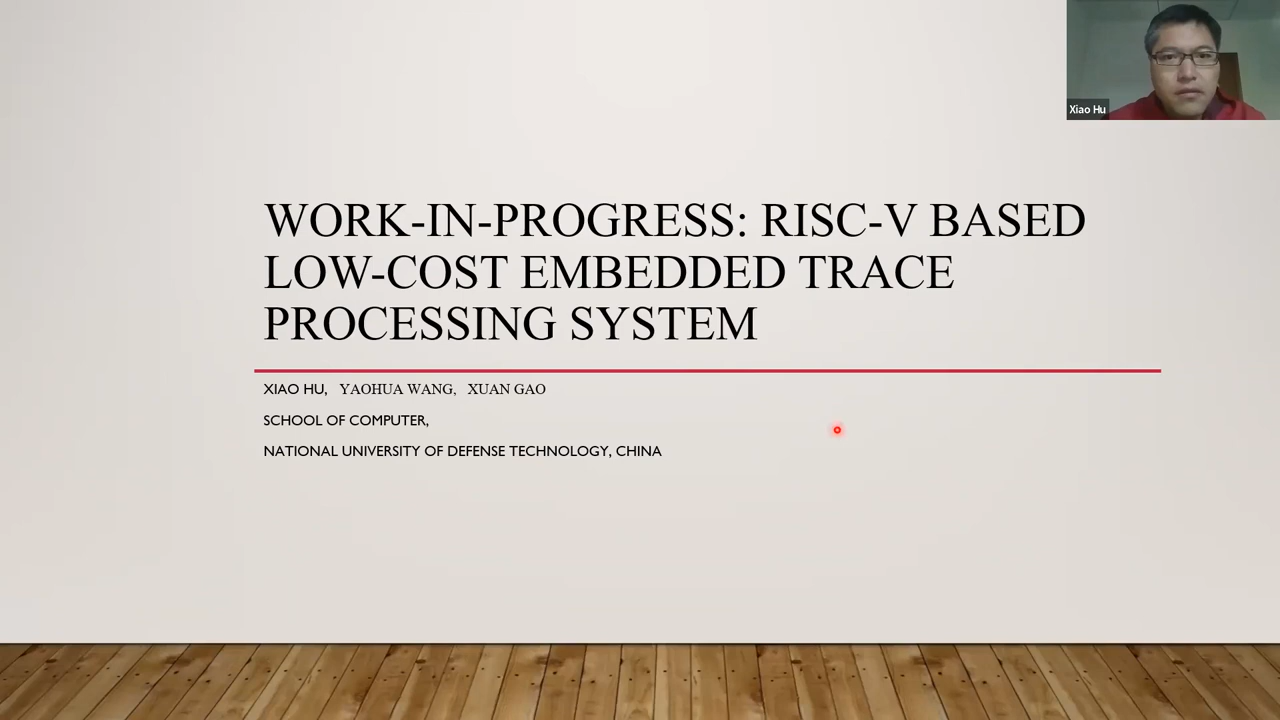 Xiao Hu
WORK-IN-PROGRESS: RISC-V BASED
LOW-COST EMBEDDED TRACE
PROCESSING SYSTEM
XIAO HU, YAOHUA WANG, XUAN GAO
SCHOOL OF COMPUTER,
NATIONAL UNIVERSITY OF DEFENSE TECHNOLOGY, CHINA